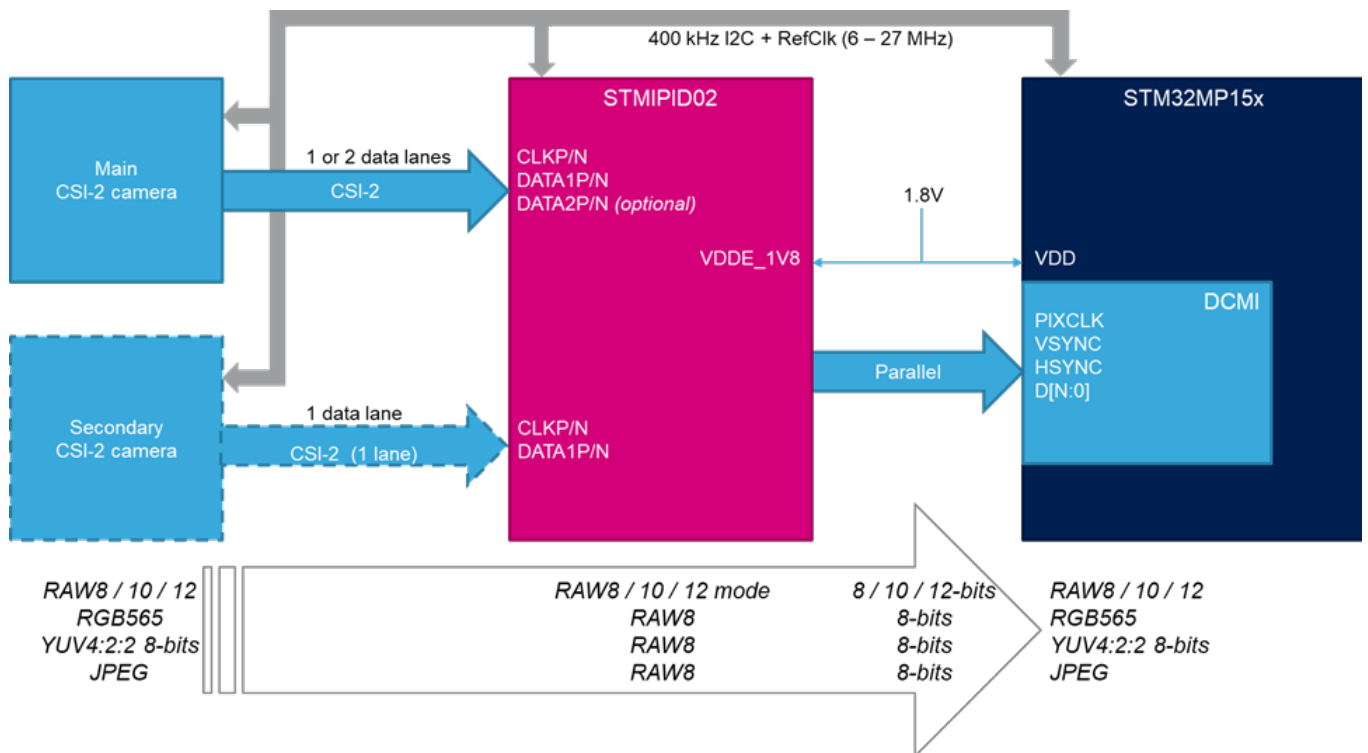 400 kHz I2C + RefClk (6 – 27 MHz)
STMIPID02
STM32MP15x
Main
CSI-2 camera
1 or 2 data lanes
CSI-2
CLKP/N
DATA1P/N
DATA2P/N (optional)
1.8V
VDDE_1V8
VDD
DCMI
PIXCLK
VSYNC
HSYNC
D[N:0]
Parallel
Secondary
CSI-2 camera
1 data lane
CSI-2 (1 lane)
CLKP/N
DATA1P/N
RAW8 / 10 / 12 RAW8 / 10 / 12 mode 8 / 10 / 12-bits RAW8 / 10 / 12
RGB565 RAW8 8-bits RGB565
YUV4:2:2 8-bits RAW8 8-bits YUV4:2:2 8-bits
JPEG RAW8 8-bits JPEG